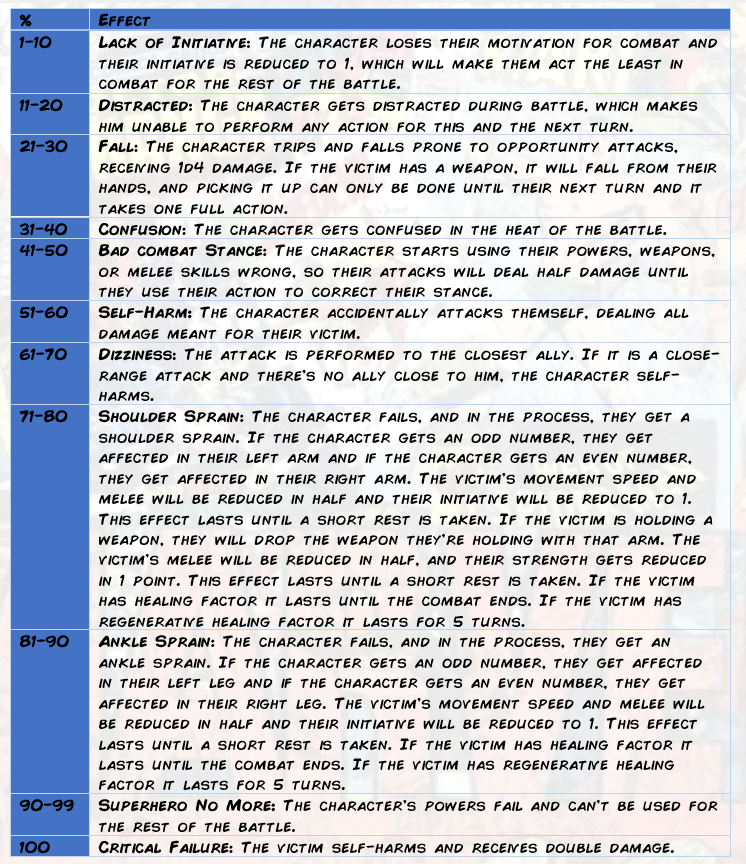 % Effect
1-10 Lack of Initiative: The character loses their motivation for combat and
their initiative is reduced to 1, which will make them act the least in
combat for the rest of the battle.
11-20 Distracted: The character gets distracted during battle, which makes
him unable to perform any action for this and the next turn.
21-30 Fall: The character trips and falls prone to opportunity attacks,
receiving 1d4 damage. If the victim has a weapon, it will fall from their
hands, and picking it up can only be done until their next turn and it
takes one full action.
31-40 Confusion: The character gets confused in the heat of the battle.
41-50 Bad combat Stance: The character starts using their powers, weapons,
or melee skills wrong, so their attacks will deal half damage until
they use their action to correct their stance.
51-60 Self-Harm: The character accidentally attacks themself, dealing all
damage meant for their victim.
61-70 Dizziness: The attack is performed to the closest ally. If it is a close-
range attack and there's no ally close to him, the character self-
harms.
71-80 Shoulder Sprain: The character fails, and in the process, they get a
shoulder sprain. If the character gets an odd number, they get
affected in their left arm and if the character gets an even number,
they get affected in their right arm. The victim's movement speed and
melee will be reduced in half and their initiative will be reduced to 1.
This effect lasts until a short rest is taken. If the victim is holding a
weapon, they will drop the weapon they're holding with that arm. The
victim's melee will be reduced in half, and their strength gets reduced
in 1 point. This effect lasts until a short rest is taken. If the victim
has healing factor it lasts until the combat ends. If the victim has
regenerative healing factor it lasts for 5 turns.
81-90 Ankle Sprain: The character fails, and in the process, they get an
ankle sprain. If the character gets an odd number, they get affected
in their left leg and if the character gets an even number, they get
affected in their right leg. The victim's movement speed and melee will
be reduced in half and their initiative will be reduced to 1. This effect
lasts until a short rest is taken. If the victim has healing factor it
lasts until the combat ends. If the victim has regenerative healing
factor it lasts for 5 turns.
90-99 Superhero No More: The character's powers fail and can't be used for
the rest of the battle.
100 Critical Failure: The victim self-harms and receives double damage.